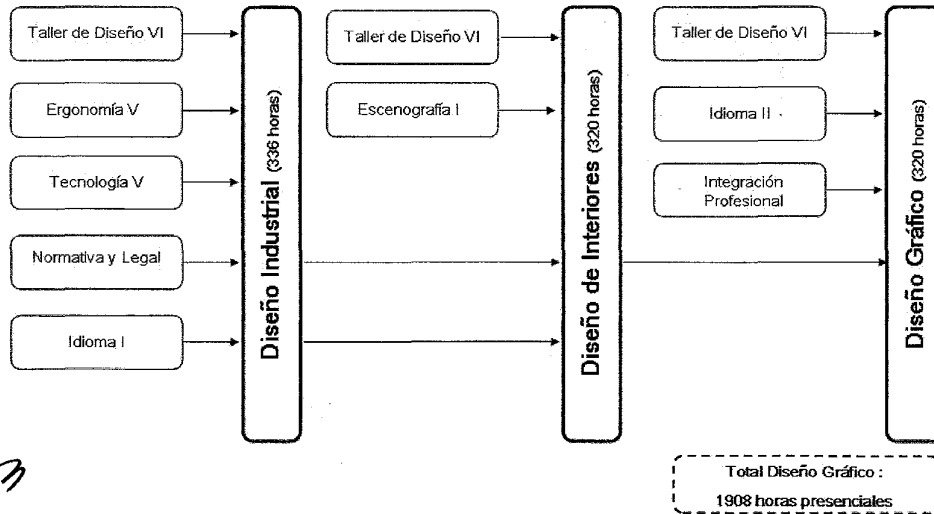 Taller de Diseño VI
Ergonomía V
Tecnología V
Normativa y Legal
Idioma I
Diseño Industrial (336 horas)
Taller de Diseño VI
Escenografía I
Diseño de Interiores (320 horas)
Taller de Diseño VI
Idioma II
Integración
Profesional
Diseño Gráfico (320 horas)
Total Diseño Gráfico :
1908 horas presenciales